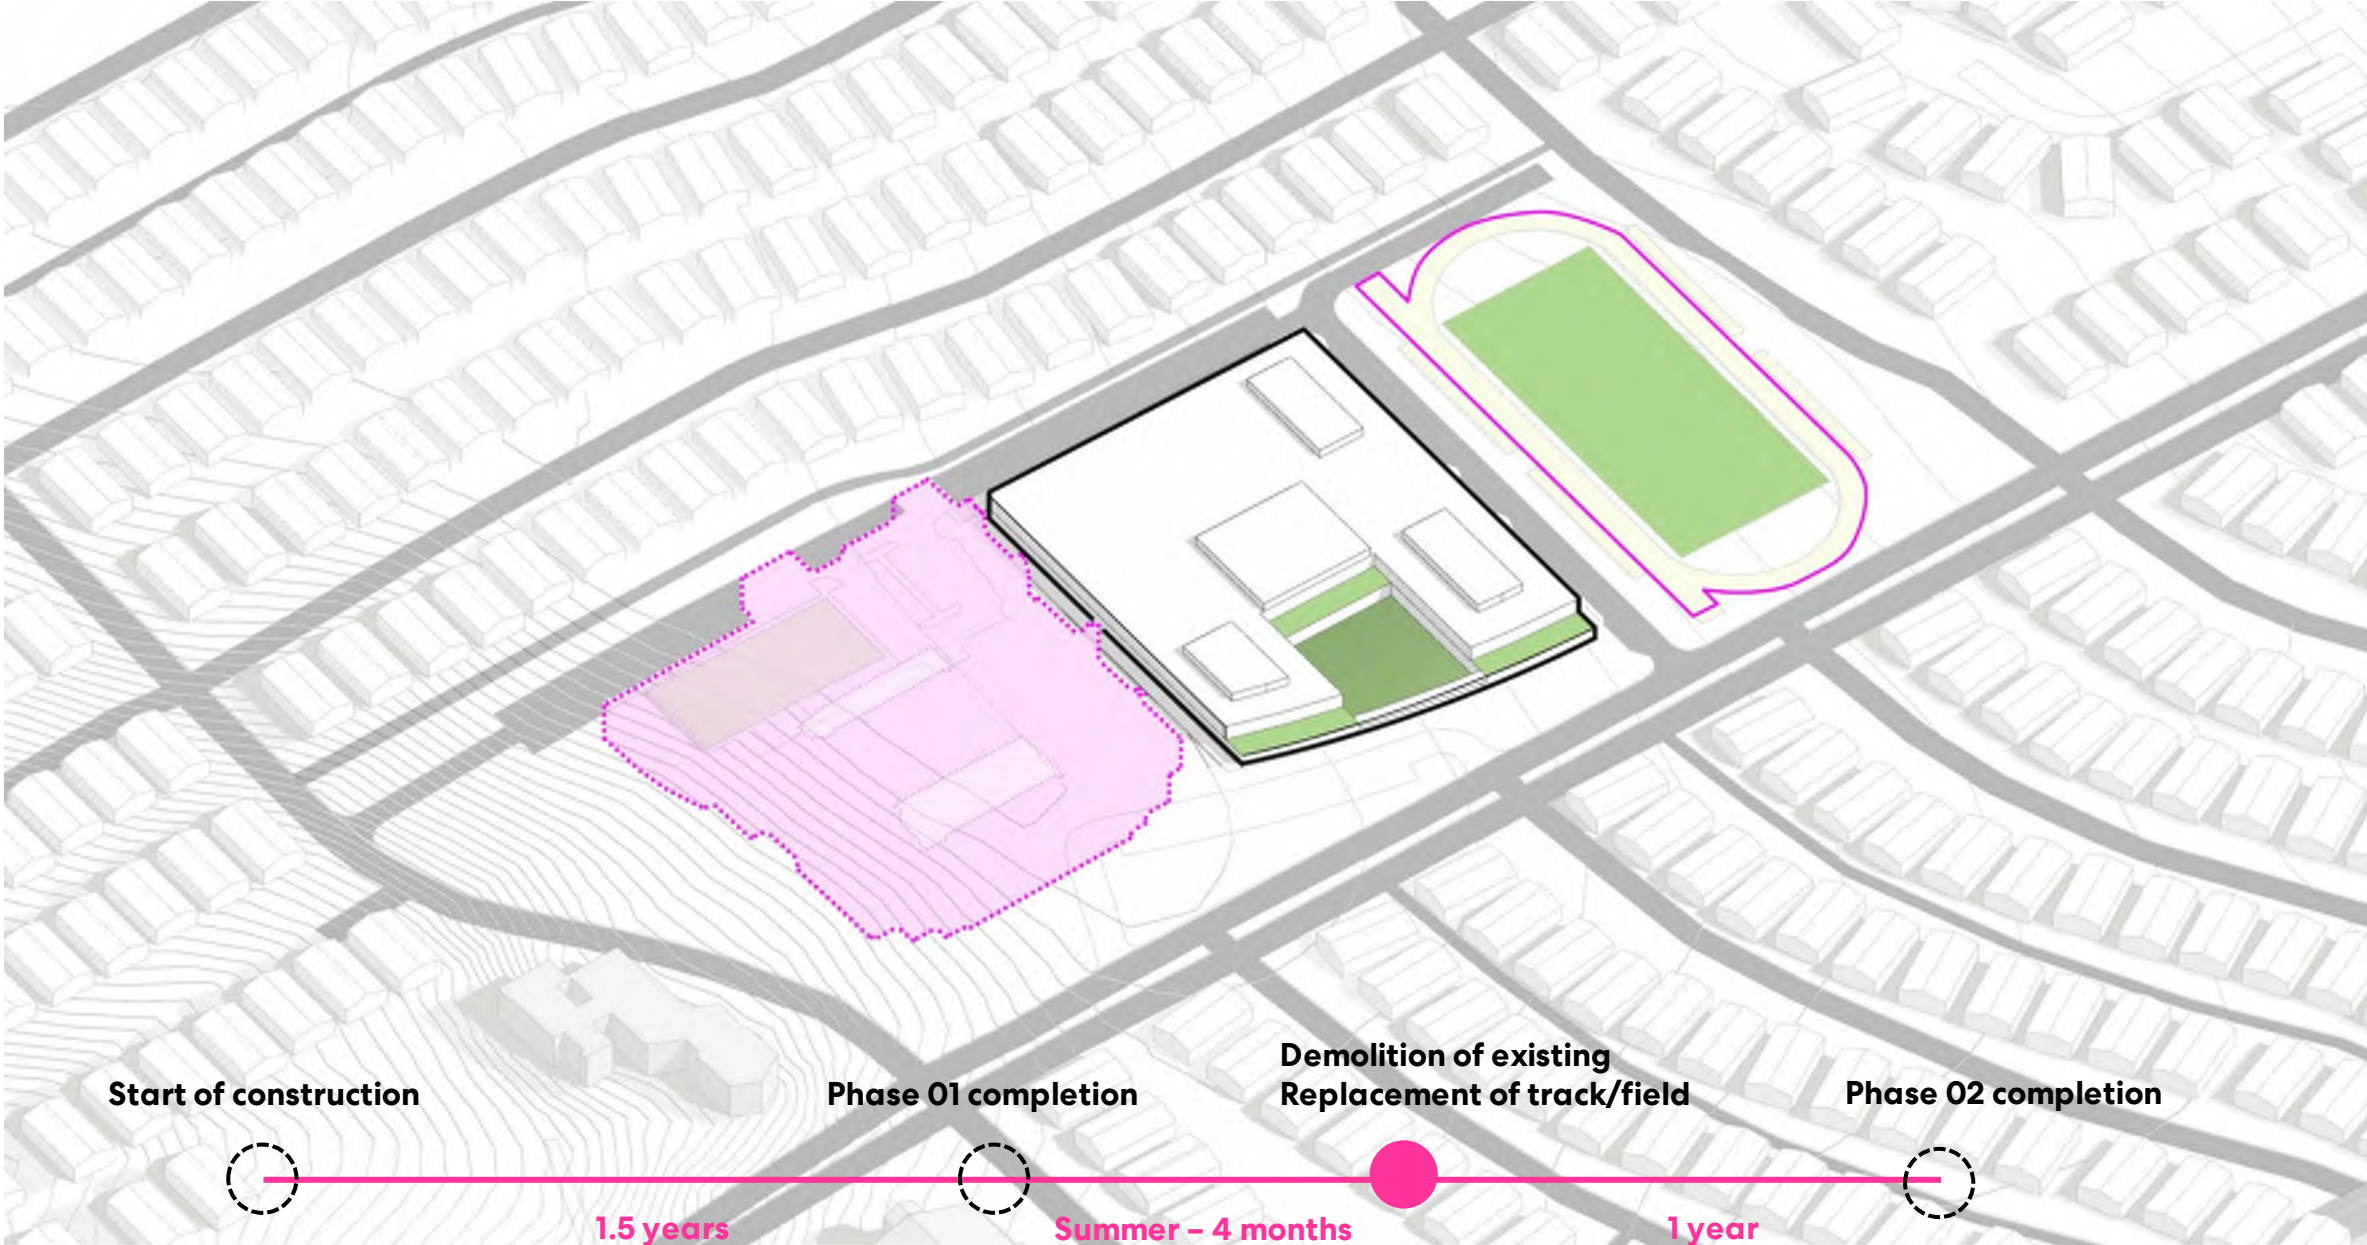 Demolition of existing
Replacement of track/field
Start of construction
Phase 01 completion
Phase 02 completion
1.5 years
Summer – 4 months
1 year